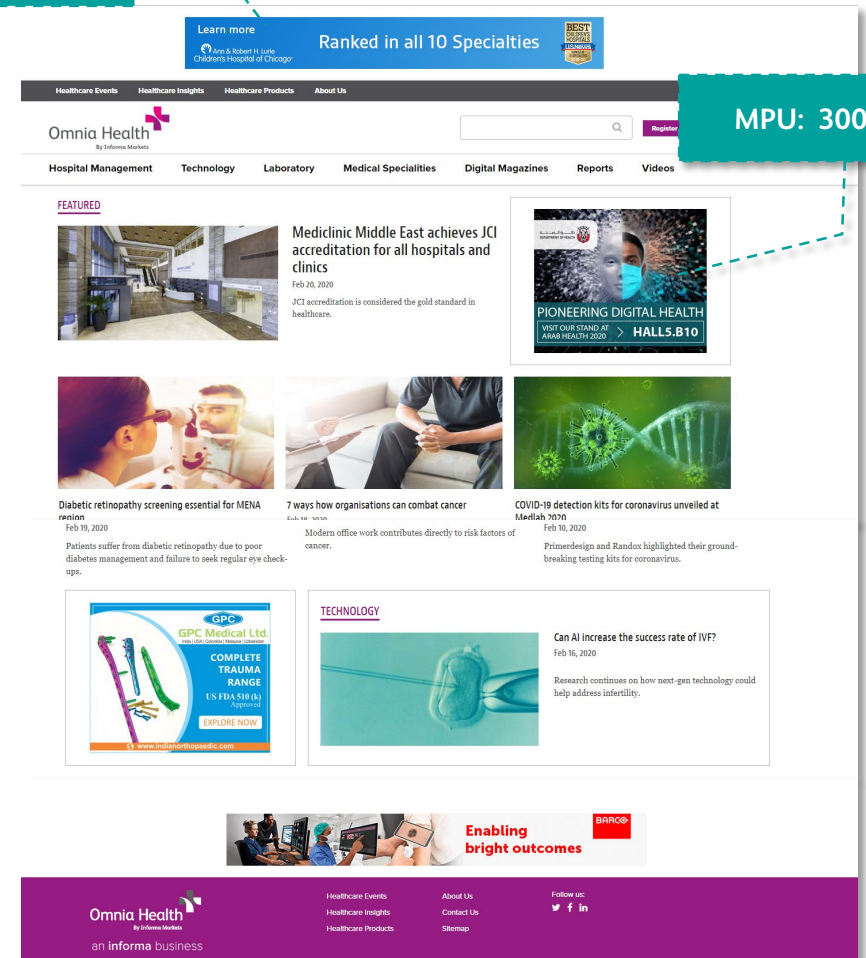 Learn more
Ann & Robert H. Lurie
Children's Hospital of Chicago
Ranked in all 10 Specialties
BEST
CHILDREN'S
HOSPITALS
U.S.News
Healthcare Events Healthcare Insights Healthcare Products About Us
MPU: 300
Omnia Health
By Informa Markets
Register
Hospital Management Technology Laboratory Medical Specialities Digital Magazines Reports Videos
FEATURED
Mediclinic Middle East achieves JCI
accreditation for all hospitals and
clinics
Feb 20, 2020
JCI accreditation is considered the gold standard in
healthcare.
DEPARTMENT OF HEALTH
PIONEERING DIGITAL HEALTH
VISIT OUR STAND AT
ARAB HEALTH 2020 > HALL5.B10
Diabetic retinopathy screening essential for MENA
region
Feb 19, 2020
Patients suffer from diabetic retinopathy due to poor
diabetes management and failure to seek regular eye check-
ups.
7 ways how organisations can combat cancer
Feb 18, 2020
Modern office work contributes directly to risk factors of
cancer.
COVID-19 detection kits for coronavirus unveiled at
Medlab 2020
Feb 10, 2020
Primerdesign and Randox highlighted their ground-
breaking testing kits for coronavirus.
GPC
GPC Medical Ltd.
India | USA | Colombia | Malaysia | Uzbekistan
COMPLETE
TRAUMA
RANGE
US FDA 510 (k)
Approved
EXPLORE NOW
www.indianorthopaedic.com
TECHNOLOGY
Can AI increase the success rate of IVF?
Feb 16, 2020
Research continues on how next-gen technology could
help address infertility.
Enabling
bright outcomes
BARCO
Omnia Health
By Informa Markets
an informa business
Healthcare Events
Healthcare Insights
Healthcare Products
About Us
Contact Us
Sitemap
Follow us: